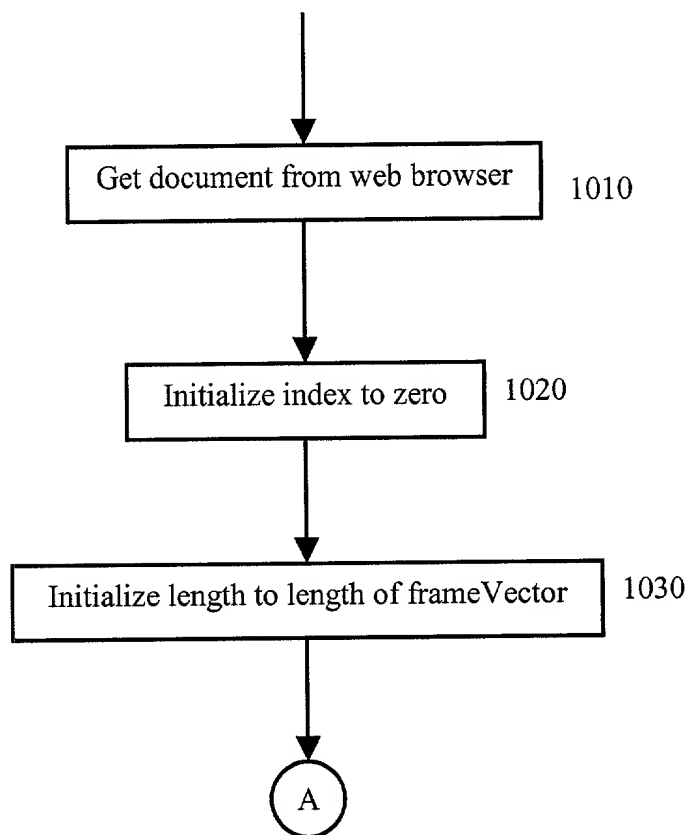 Get document from web browser
1010
Initialize index to zero
1020
Initialize length to length of frameVector
1030
A